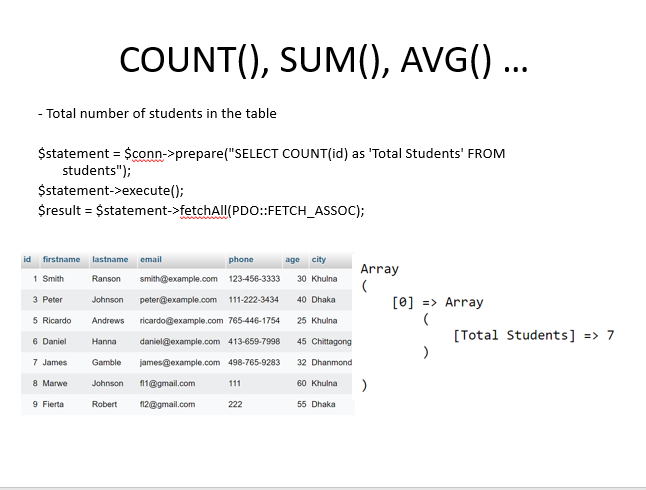 COUNT(), SUM(), AVG() ...
- Total number of students in the table
$statement = $conn->prepare("SELECT COUNT(id) as 'Total Students' FROM
students");
$statement->execute();
$result = $statement->fetchAll(PDO::FETCH_ASSOC);
id firstname lastname email phone age city
1 Smith Ranson smith@example.com 123-456-3333 30 Khulna
3 Peter Johnson peter@example.com 111-222-3434 40 Dhaka
5 Ricardo Andrews ricardo@example.com 765-446-1754 25 Khulna
6 Daniel Hanna daniel@example.com 413-659-7998 45 Chittagong
7 James Gamble james@example.com 498-765-9283 32 Dhanmond
8 Marwe Johnson fl1@gmail.com 111 60 Khulna
9 Fierta Robert fl2@gmail.com 222 55 Dhaka
Array
(
[0] => Array
(
[Total Students] => 7
)
)